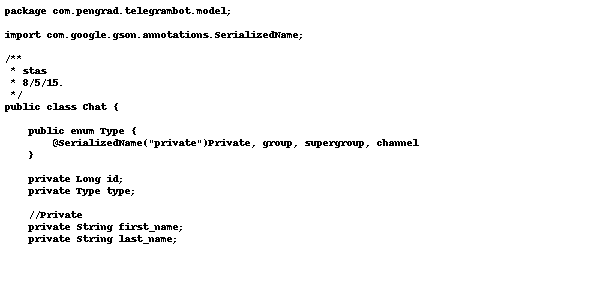 package com.pengrad.telegrambot.model;

import com.google.gson.annotations.SerializedName;

/**
 * stas
 * 8/5/15.
 */
public class Chat {

    public enum Type {
        @SerializedName("private")Private, group, supergroup, channel
    }

    private Long id;
    private Type type;

    //Private
    private String first_name;
    private String last_name;